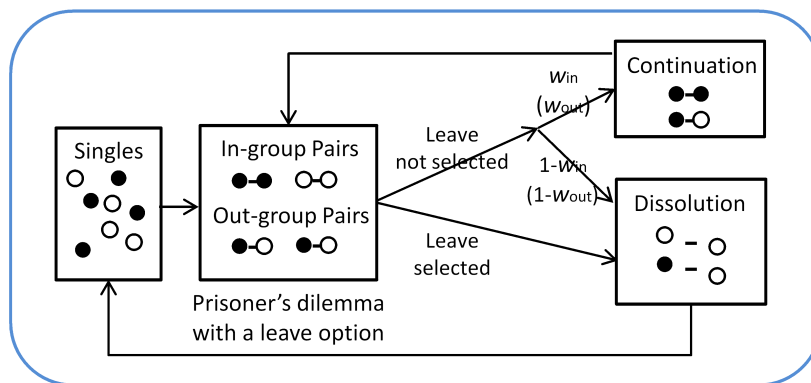 Singles
In-group Pairs
Out-group Pairs
Prisoner's dilemma
with a leave option
Leave
not selected
Leave
selected
win
(wout)
1-win
(1-wout)
Continuation
Dissolution